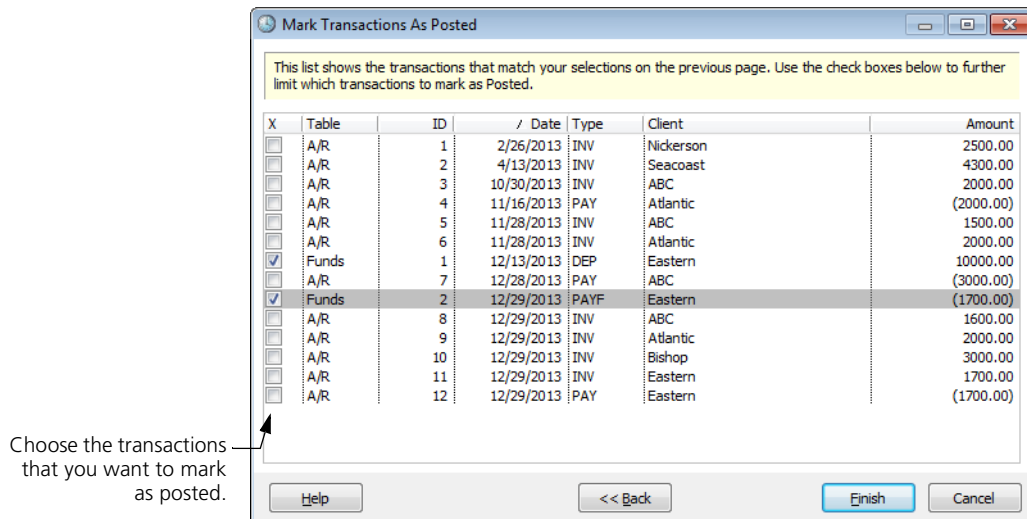 Mark Transactions As Posted
This list shows the transactions that match your selections on the previous page. Use the check boxes below to further
limit which transactions to mark as Posted.
X Table ID / Date Type Client Amount
A/R 1 2/26/2013 INV Nickerson 2500.00
A/R 2 4/13/2013 INV Seacoast 4300.00
A/R 3 10/30/2013 INV ABC 2000.00
A/R 4 11/16/2013 PAY Atlantic (2000.00)
A/R 5 11/28/2013 INV ABC 1500.00
A/R 6 11/28/2013 INV Atlantic 2000.00
Funds 1 12/13/2013 DEP Eastern 10000.00
A/R 7 12/28/2013 PAY ABC (3000.00)
Funds 2 12/29/2013 PAYF Eastern (1700.00)
A/R 8 12/29/2013 INV ABC 1600.00
A/R 9 12/29/2013 INV Atlantic 2000.00
A/R 10 12/29/2013 INV Bishop 3000.00
A/R 11 12/29/2013 INV Eastern 1700.00
A/R 12 12/29/2013 PAY Eastern (1700.00)
Choose the transactions
that you want to mark
as posted.
Help << Back Finish Cancel